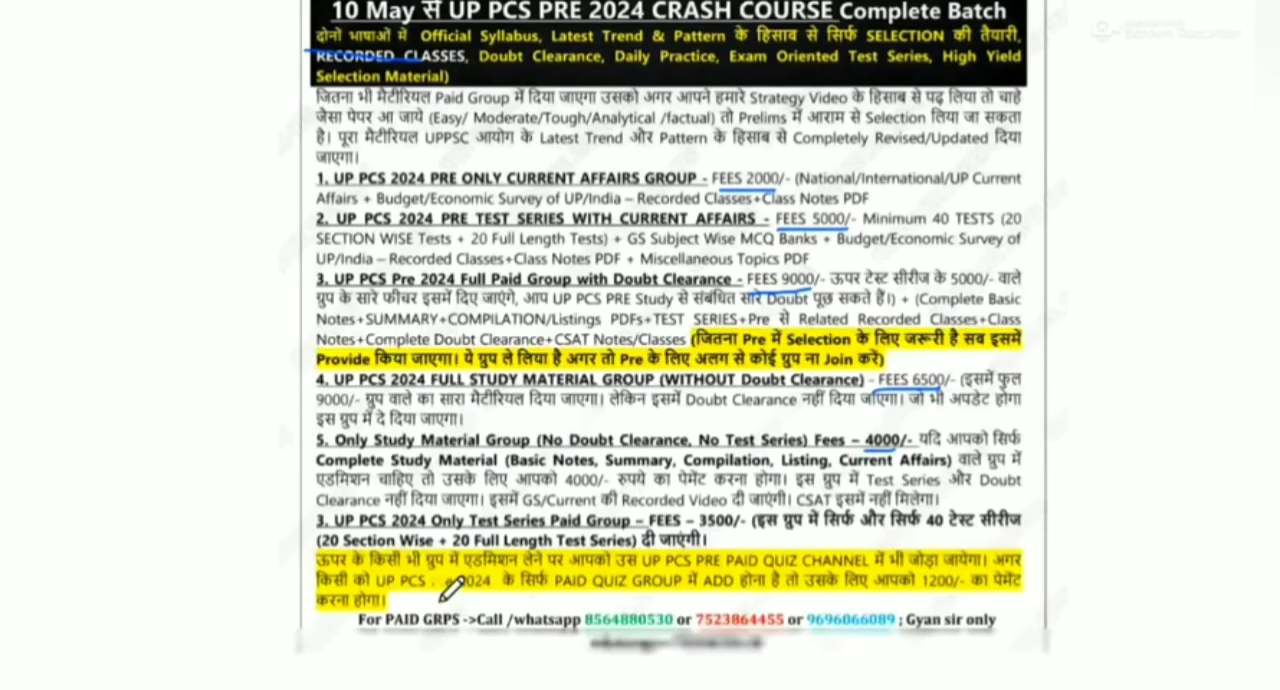 10 May से UP PCS PRE 2024 CRASH COURSE Complete Batch
दोनो भाषाओ में Official Syllabus, Latest Trend & Pattern के हिसाब से सिर्फ SELECTION की तैयारी,
RECORDED CLASSES, Doubt Clearance, Daily Practice, Exam Oriented Test Series, High Yield
Selection Material)
जितना भी मैटीरियल Paid Group में दिया जाएगा उसको अगर आपने हमारे Strategy Video के हिसाब से पढ़ लिया तो चाहे
जैसा पेपर आ जाये (Easy/ Moderate/Tough/Analytical /factual) तो Prelims में आराम से Selection लिया जा सकता
है। पूरा मैटीरियल UPPSC आयोग के Latest Trend और Pattern के हिसाब से Completely Revised/Updated दिया
जाएगा।
1. UP PCS 2024 PRE ONLY CURRENT AFFAIRS GROUP - FEES 2000/- (National/International/UP Current
Affairs + Budget/Economic Survey of UP/India – Recorded Classes+Class Notes PDF
2. UP PCS 2024 PRE TEST SERIES WITH CURRENT AFFAIRS - FEES 5000/- Minimum 40 TESTS (20
SECTION WISE Tests + 20 Full Length Tests) + GS Subject Wise MCQ Banks + Budget/Economic Survey of
UP/India – Recorded Classes+Class Notes PDF + Miscellaneous Topics PDF
3. UP PCS Pre 2024 Full Paid Group with Doubt Clearance - FEES 9000/- ऊपर टेस्ट सीरीज के 5000/- वाले
ग्रुप के सारे फीचर इसमें दिए जाएंगे, आप UP PCS PRE Study से संबंधित सारे Doubt पूछ सकते हैं।) + (Complete Basic
Notes+SUMMARY+COMPILATION/Listings PDFs+TEST SERIES+Pre से Related Recorded Classes+Class
Notes+Complete Doubt Clearance+CSAT Notes/Classes (जितना Pre में Selection के लिए जरूरी है सब इसमें
Provide किया जाएगा। ये ग्रुप ले लिया है अगर तो Pre के लिए अलग से कोई ग्रुप ना Join करें)
4. UP PCS 2024 FULL STUDY MATERIAL GROUP (WITHOUT Doubt Clearance) - FEES 6500/- (इसमें फुल
9000/- ग्रुप वाले का सारा मैटीरियल दिया जाएगा। लेकिन इसमें Doubt Clearance नहीं दिया जाएगा। जो भी अपडेट होगा
इस ग्रुप में दे दिया जाएगा।
5. Only Study Material Group (No Doubt Clearance, No Test Series) Fees – 4000/- यदि आपको सिर्फ
Complete Study Material (Basic Notes, Summary, Compilation, Listing, Current Affairs) वाले ग्रुप में
एडमिशन चाहिए तो उसके लिए आपको 4000/- रुपये का पेमेंट करना होगा। इस ग्रुप में Test Series और Doubt
Clearance नहीं दिया जाएगा। इसमें GS/Current की Recorded Video दी जाएंगी। CSAT इसमें नहीं मिलेगा।
3. UP PCS 2024 Only Test Series Paid Group – FEES – 3500/- (इस ग्रुप में सिर्फ और सिर्फ 40 टेस्ट सीरीज
(20 Section Wise + 20 Full Length Test Series) दी जाएंगी।
ऊपर के किसी भी ग्रुप में एडमिशन लेने पर आपको उस UP PCS PRE PAID QUIZ CHANNEL में भी जोड़ा जायेगा। अगर
किसी को UP PCS 2024 के सिर्फ PAID QUIZ GROUP में ADD होना है तो उसके लिए आपको 1200/- का पेमेंट
करना होगा।
For PAID GRPS ->Call /whatsapp 8564880530 or 7523864455 or 9696066089 ; Gyan sir only